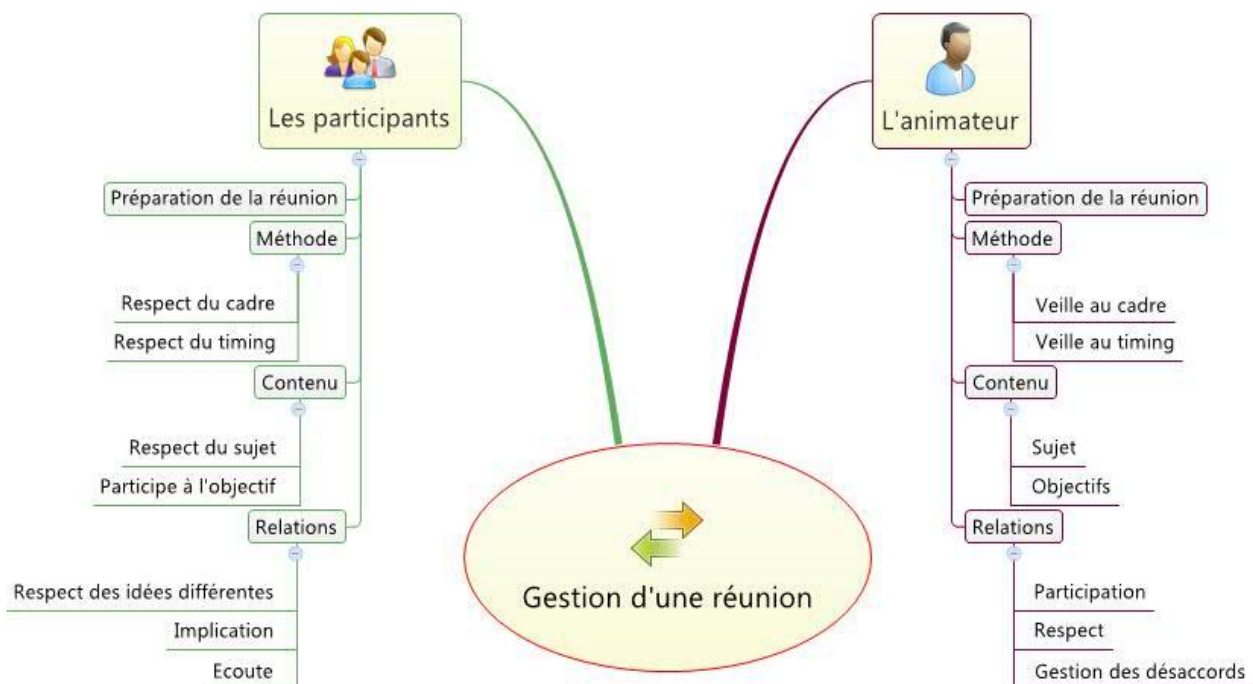 Les participants
Préparation de la réunion
Méthode
Respect du cadre
Respect du timing
Contenu
Respect du sujet
Participe à l'objectif
Relations
Respect des idées différentes
Implication
Ecoute
L'animateur
Préparation de la réunion
Méthode
Veille au cadre
Veille au timing
Contenu
Sujet
Objectifs
Relations
Participation
Respect
Gestion des désaccords
Gestion d'une réunion